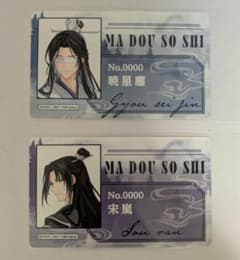 MA DOU SO SHI
No.0000
暁星塵
Gyou sei jin
MA DOU SO SHI
No.0000
宋嵐
Sou ran